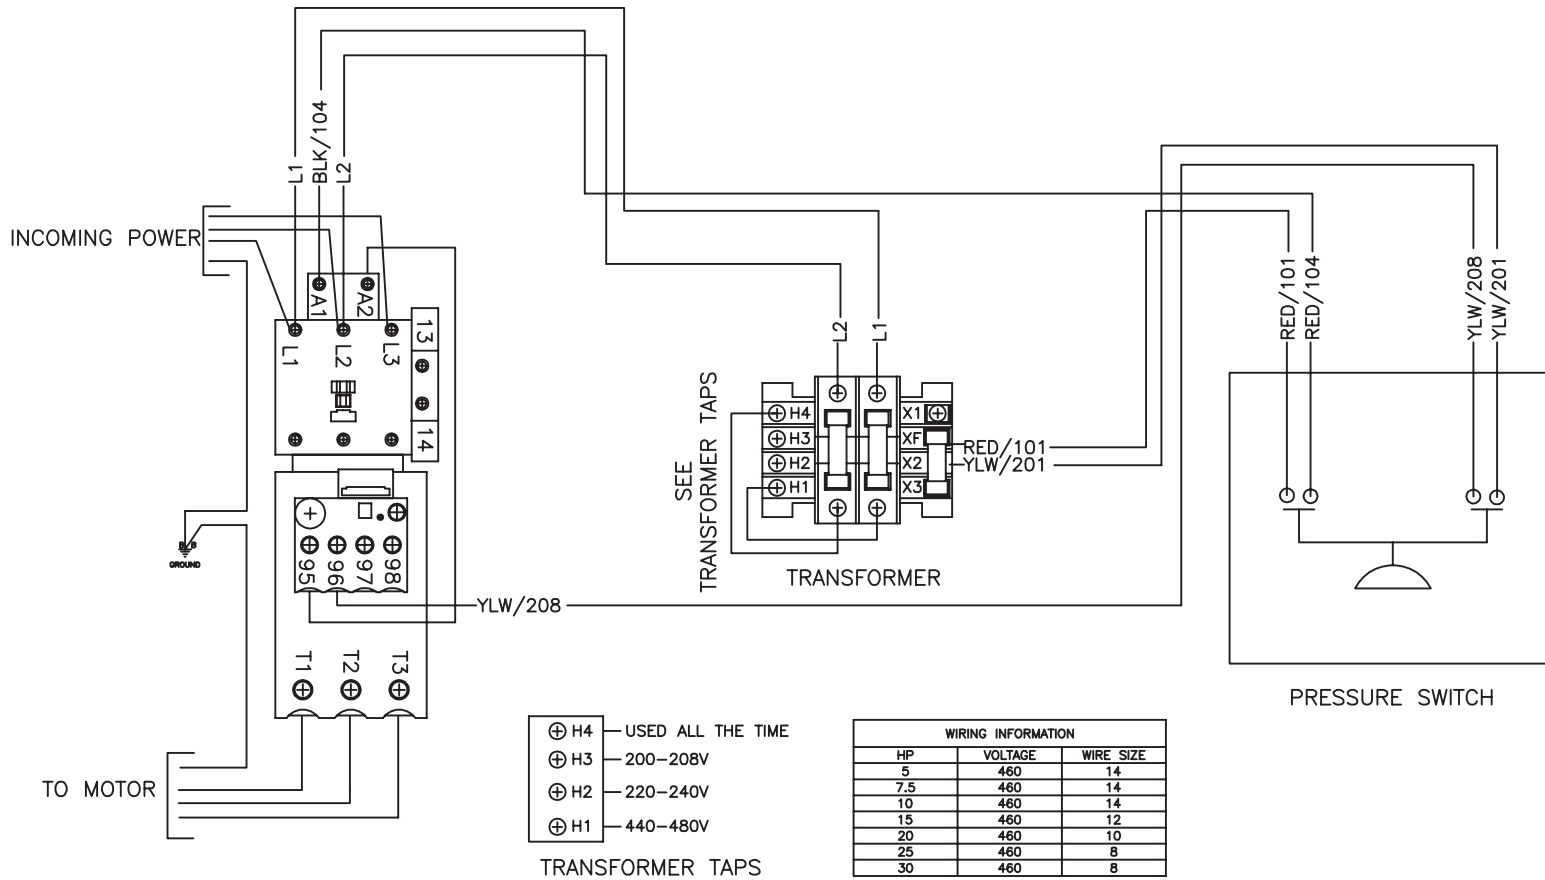 L1
BLK/104
L2
INCOMING POWER
A1
A2
L1
L2
L3
13
14
GROUND
95
96
97
98
YLW/208
T1
T2
T3
TO MOTOR
L2
L1
SEE
TRANSFORMER TAPS
H4
H3
H2
H1
X1
XF
X2
X3
RED/101
YLW/201
TRANSFORMER
RED/101
RED/104
YLW/208
YLW/201
PRESSURE SWITCH
H4 USED ALL THE TIME
H3 200-208V
H2 220-240V
H1 440-480V
TRANSFORMER TAPS
WIRING INFORMATION
HP VOLTAGE WIRE SIZE
5 460 14
7.5 460 14
10 460 14
15 460 12
20 460 10
25 460 8
30 460 8